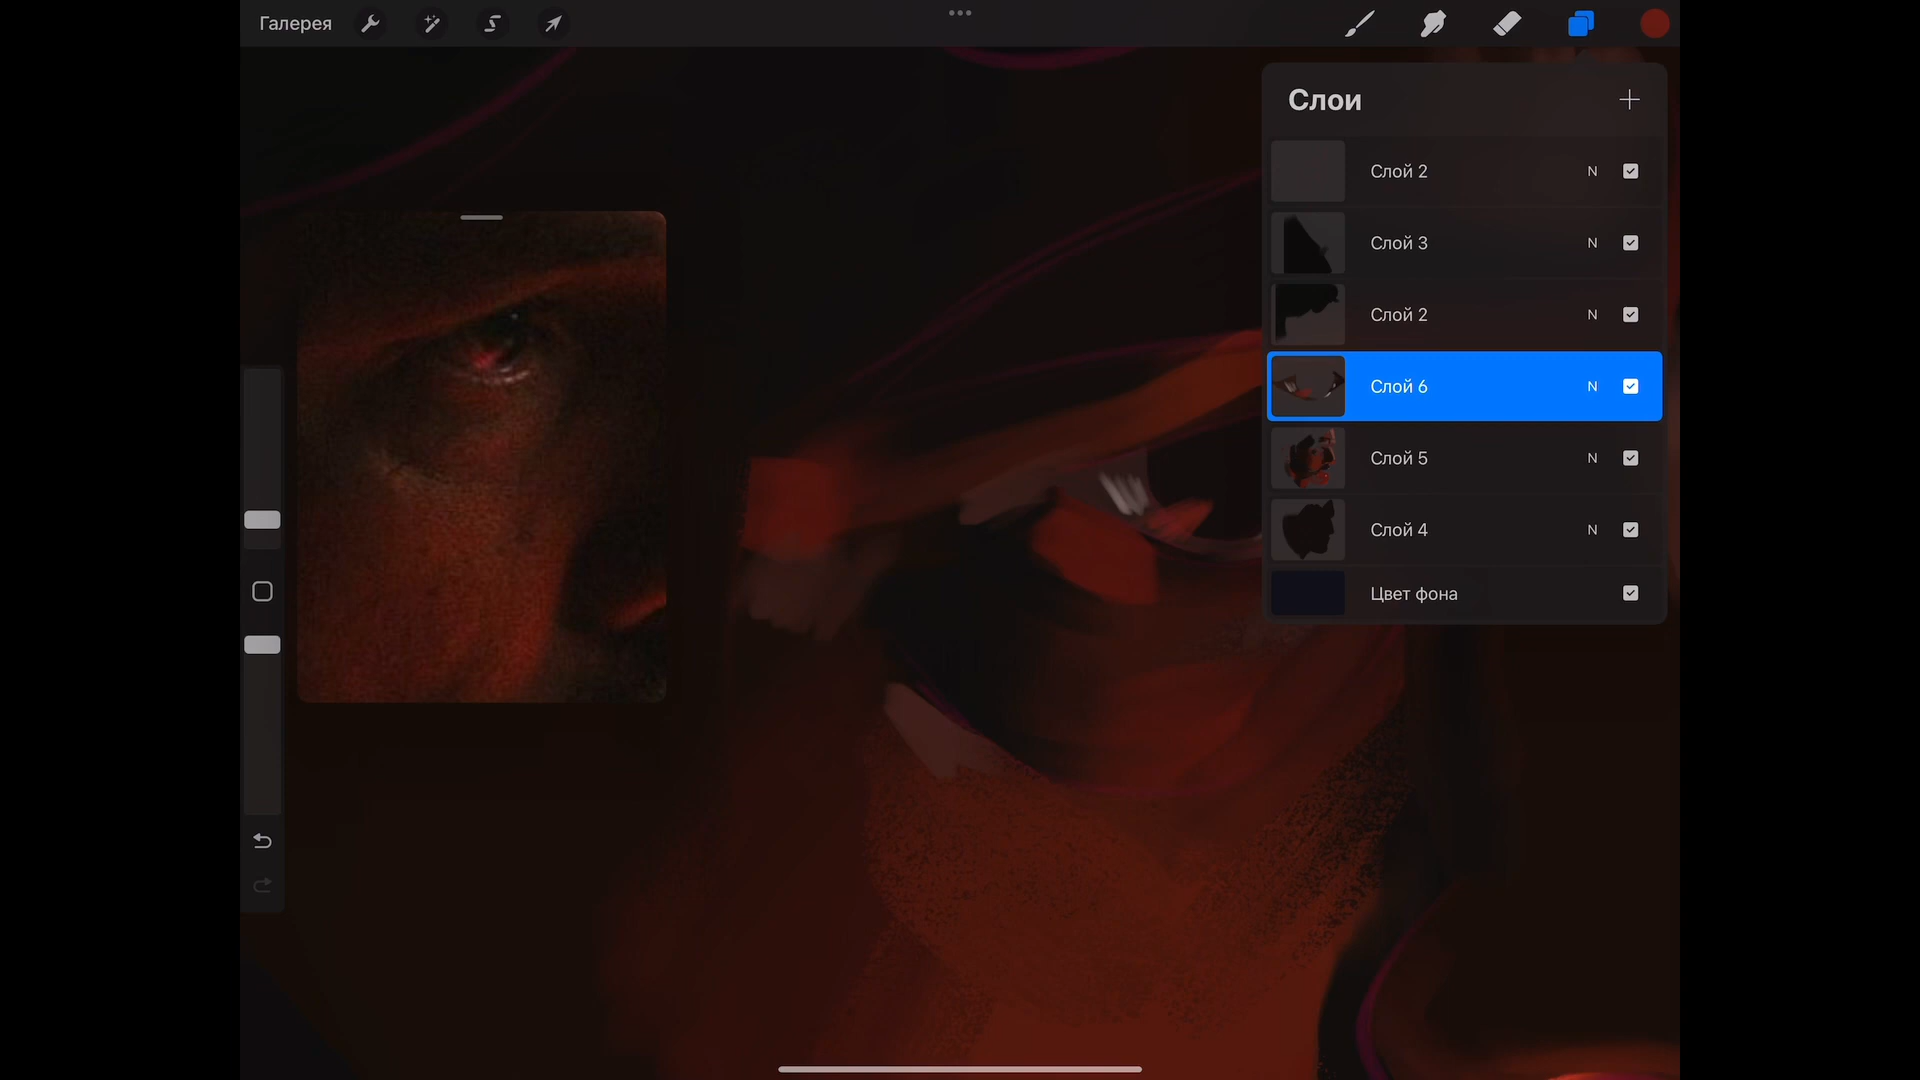 Галерея
Слои
Слой 2 N
Слой 3 N
Слой 2 N
Слой 6 N
Слой 5 N
Слой 4 N
Цвет фона